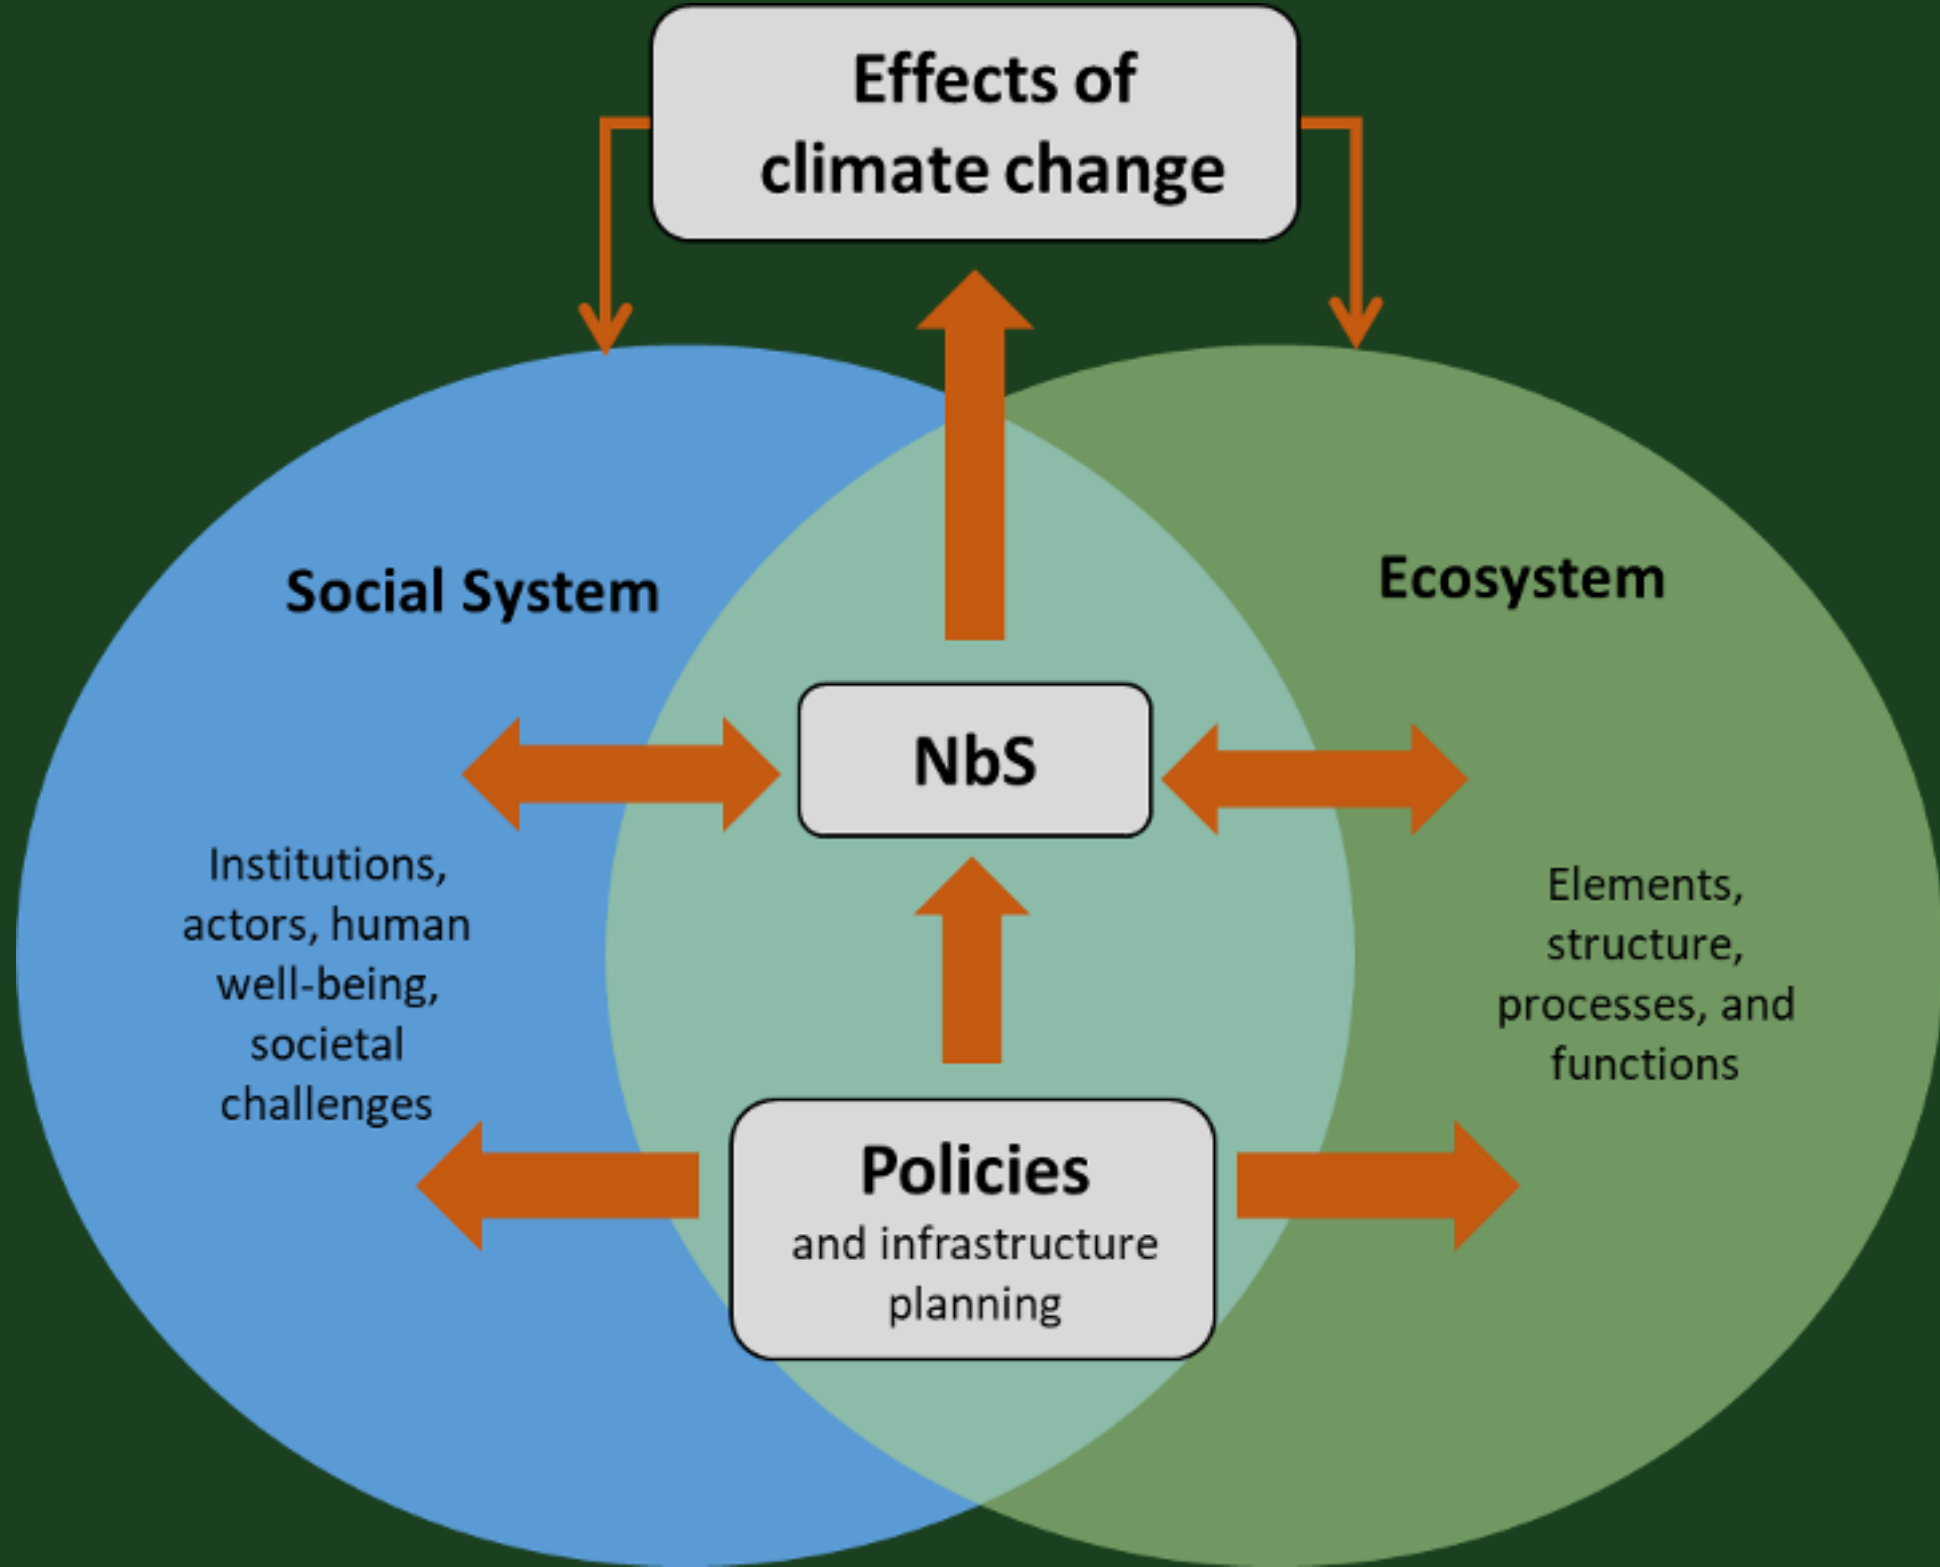 Effects of
climate change
Social System
Ecosystem
NbS
Institutions,
actors, human
well-being,
societal
challenges
Elements,
structure,
processes, and
functions
Policies
and infrastructure
planning